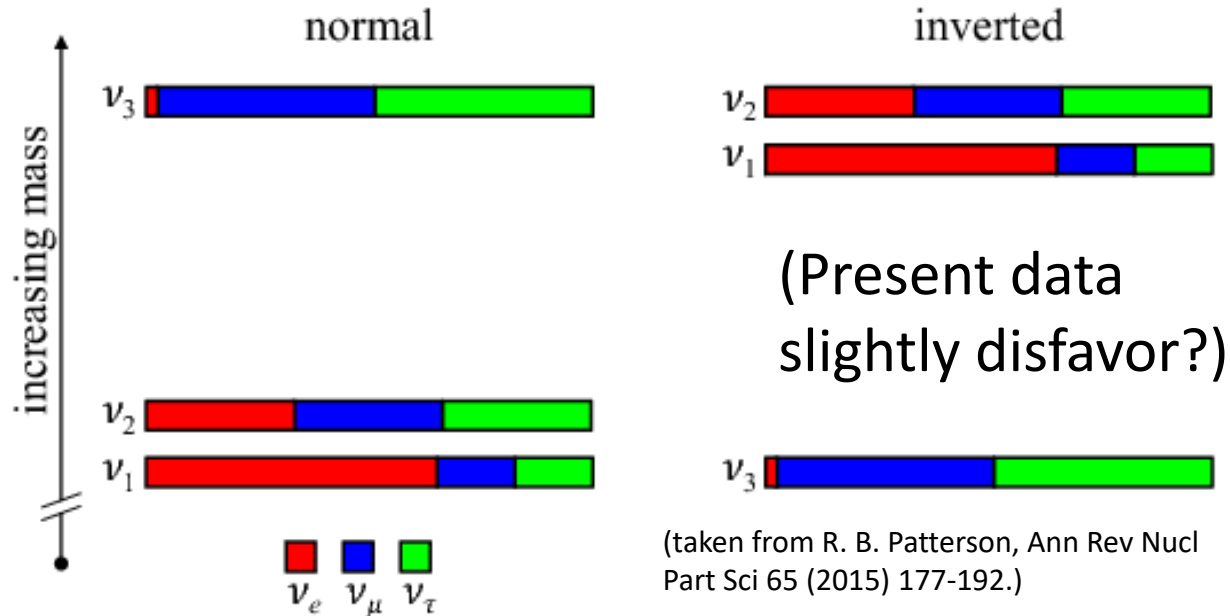 normal
inverted
increasing mass
ν3
ν2
ν1
ν2
ν1
ν3
(Present data
slightly disfavor?)
νe νμ ντ
(taken from R. B. Patterson, Ann Rev Nucl
Part Sci 65 (2015) 177-192.)